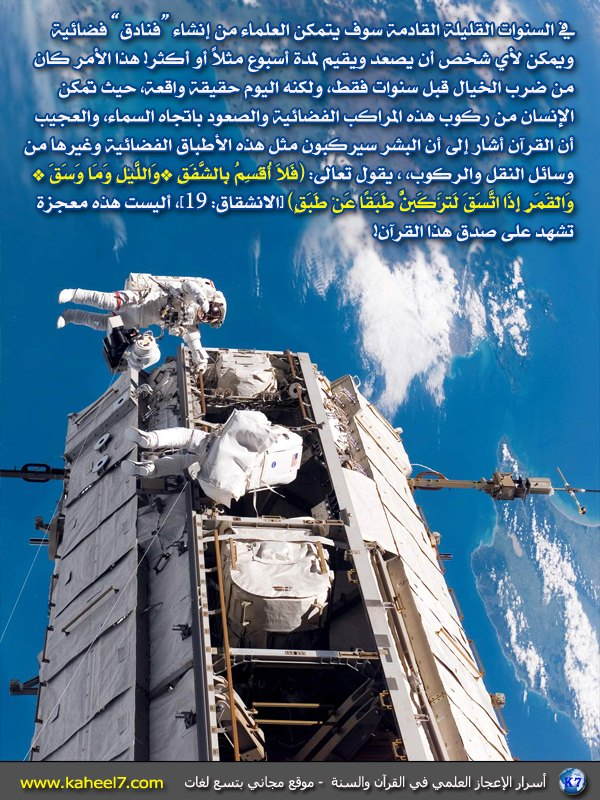 في السنوات القليلة القادمة سوف يتمكن العلماء من إنشاء "فنادق" فضائية
ويمكن لأي شخص أن يصعد ويقيم لمدة أسبوع مثلاً أو أكثر! هذا الأمر كان
من ضرب الخيال قبل سنوات فقط، ولكنه اليوم حقيقة واقعة، حيث تمكن
الإنسان من ركوب هذه المراكب الفضائية والصعود باتجاه السماء، والعجيب
أن القرآن أشار إلى أن البشر سيركبون مثل هذه الأطباق الفضائية وغيرها من
وسائل النقل والركوب، ، يقول تعالى: (فَلَا أُقْسِمُ بِالشَّفَقِ ❖وَاللَّيْلِ وَمَا وَسَقَ ❖
وَالْقَمَرِ إِذَا اتَّسَقَ لَتَرْكَبُنَّ طَبَقًا عَنْ طَبَقٍ) [الانشقاق: 19]، أليست هذه معجزة
تشهد على صدق هذا القرآن!
أسرار الإعجاز العلمي في القرآن والسنة - موقع مجاني بتسع لغات www.kaheel7.com
K7